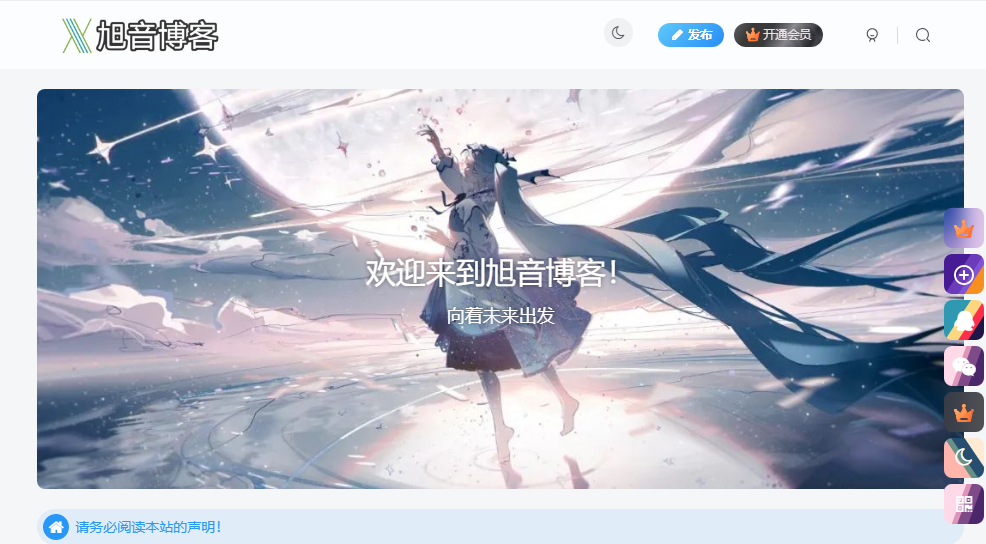 旭音博客
发布
开通会员
欢迎来到旭音博客！
向着未来出发
请务必阅读本站的声明！